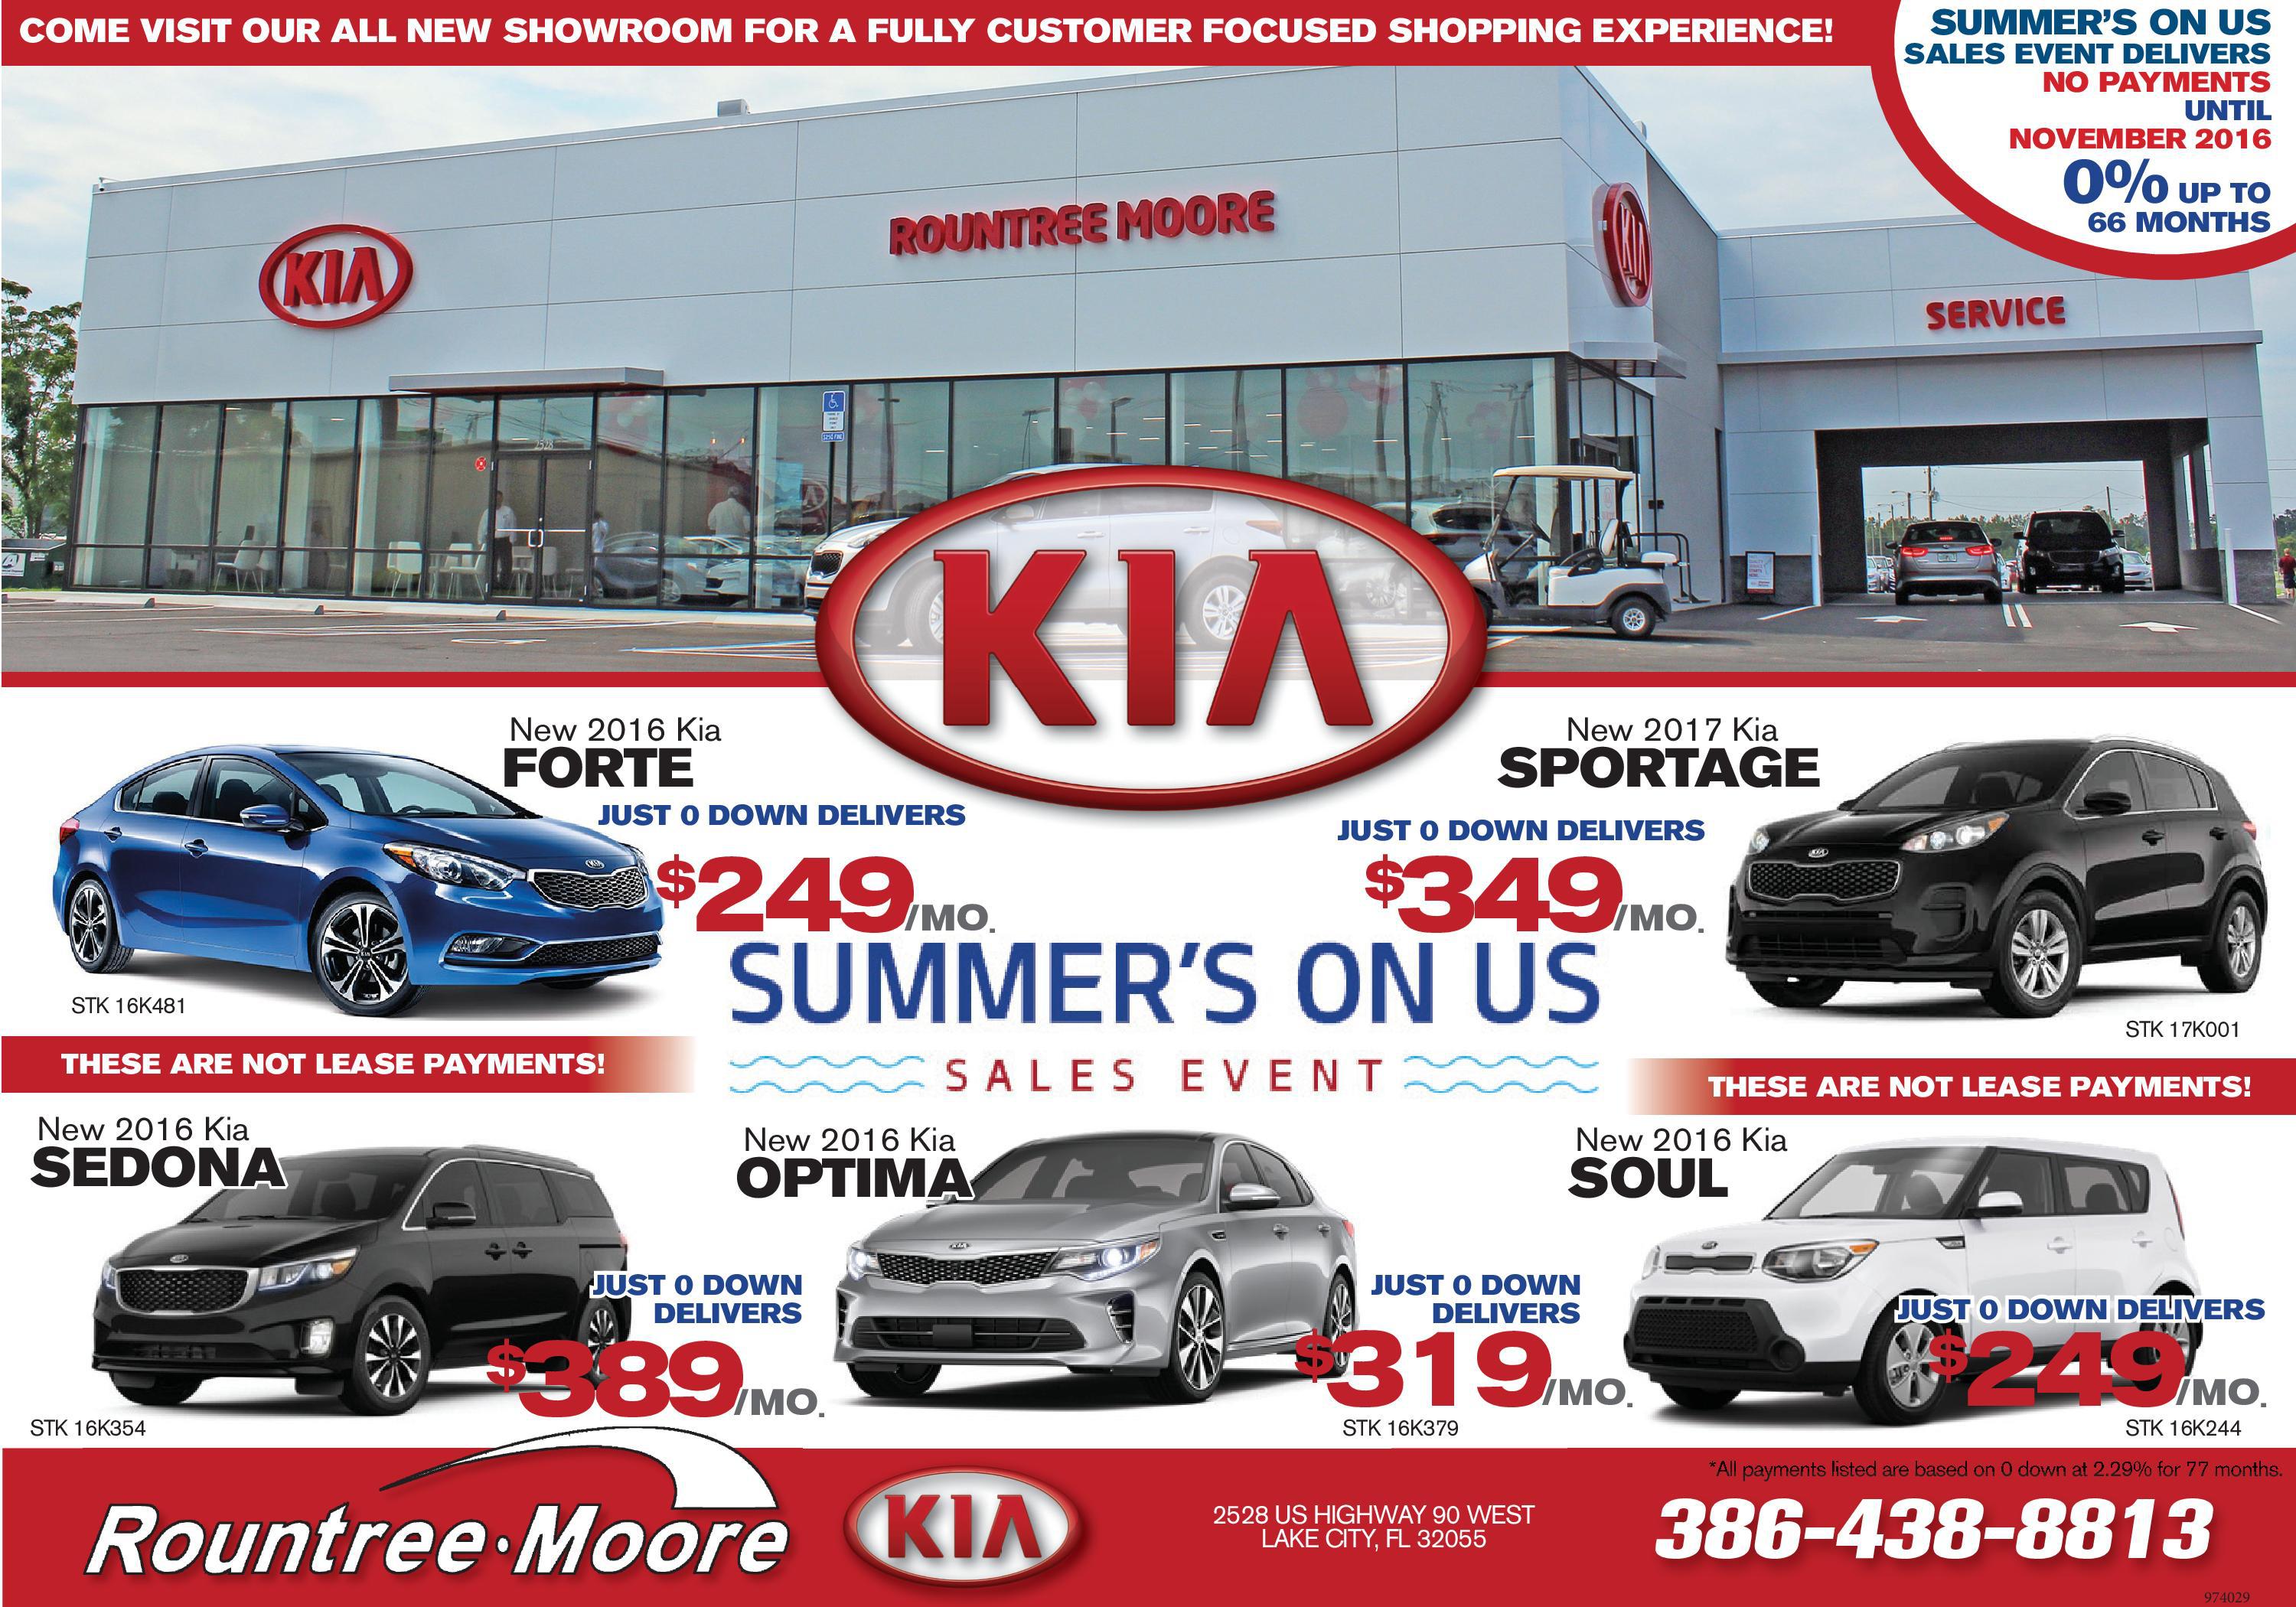 COME VISIT OUR ALL NEW SHOWROOM FOR A FULLY CUSTOMER FOCUSED SHOPPING EXPERIENCE!
SUMMER'S ON US
SALES EVENT DELIVERS
NO PAYMENTS
UNTIL
NOVEMBER 2016
0% UP TO
66 MONTHS
KIA
ROUNTREE MOORE
KIA
SERVICE
2528
KIA
New 2016 Kia
FORTE
JUST 0 DOWN DELIVERS
$249/MO.
STK 16K481
New 2017 Kia
SPORTAGE
JUST 0 DOWN DELIVERS
$349/MO.
STK 17K001
SUMMER'S ON US
SALES EVENT
THESE ARE NOT LEASE PAYMENTS!
THESE ARE NOT LEASE PAYMENTS!
New 2016 Kia
SEDONA
JUST 0 DOWN
DELIVERS
$389/MO.
STK 16K354
New 2016 Kia
OPTIMA
JUST 0 DOWN
DELIVERS
$319/MO.
STK 16K379
New 2016 Kia
SOUL
JUST 0 DOWN DELIVERS
$249/MO.
STK 16K244
Rountree·Moore
KIA
2528 US HIGHWAY 90 WEST
LAKE CITY, FL 32055
*All payments listed are based on 0 down at 2.29% for 77 months.
386-438-8813
974029